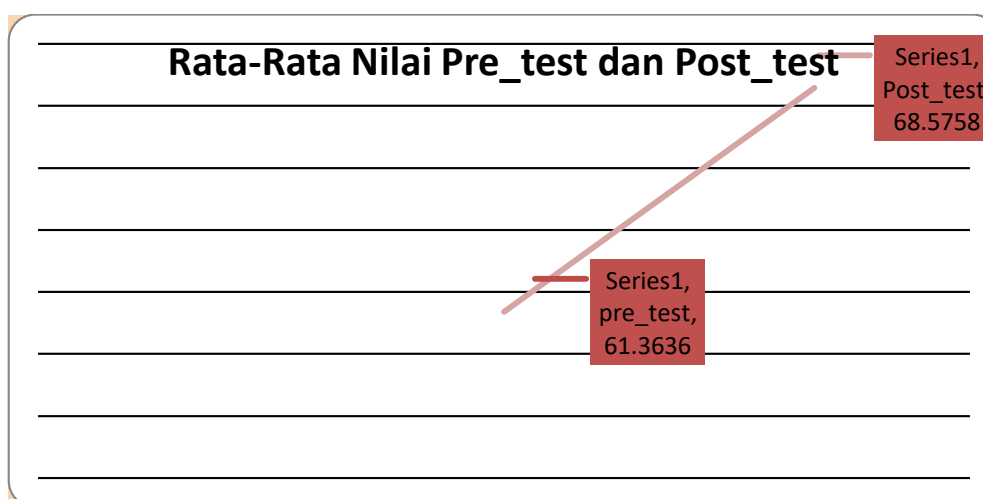 Rata-Rata Nilai Pre_test dan Post_test
Series1,
Post_test
68.5758
Series1,
pre_test,
61.3636